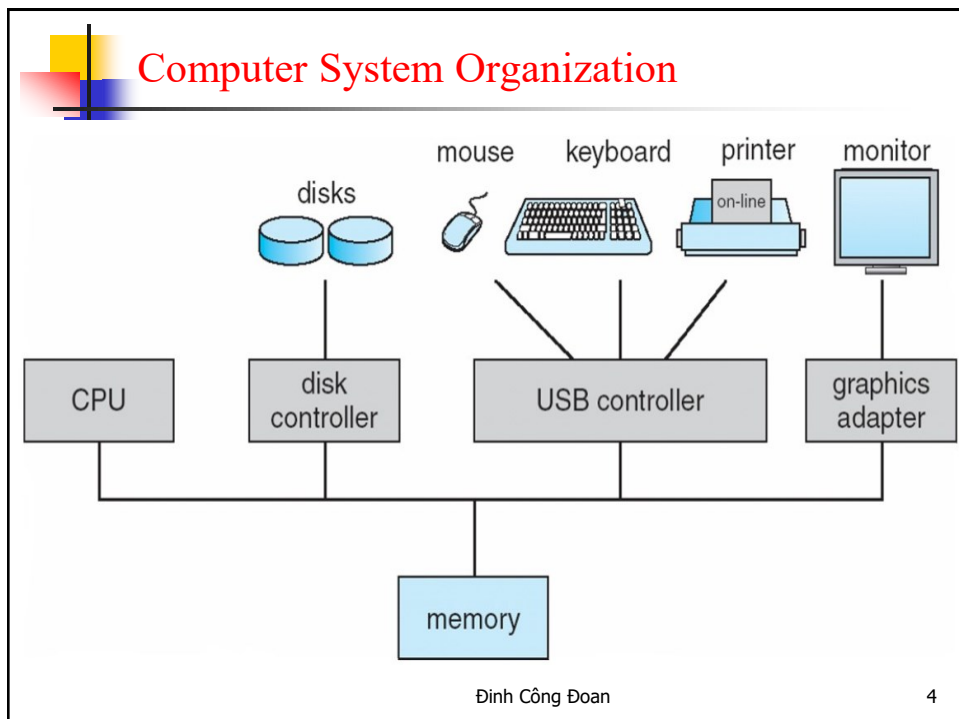 Computer System Organization
mouse keyboard printer monitor
disks
on-line
CPU
disk
controller
USB controller
graphics
adapter
memory
Đinh Công Đoan
4